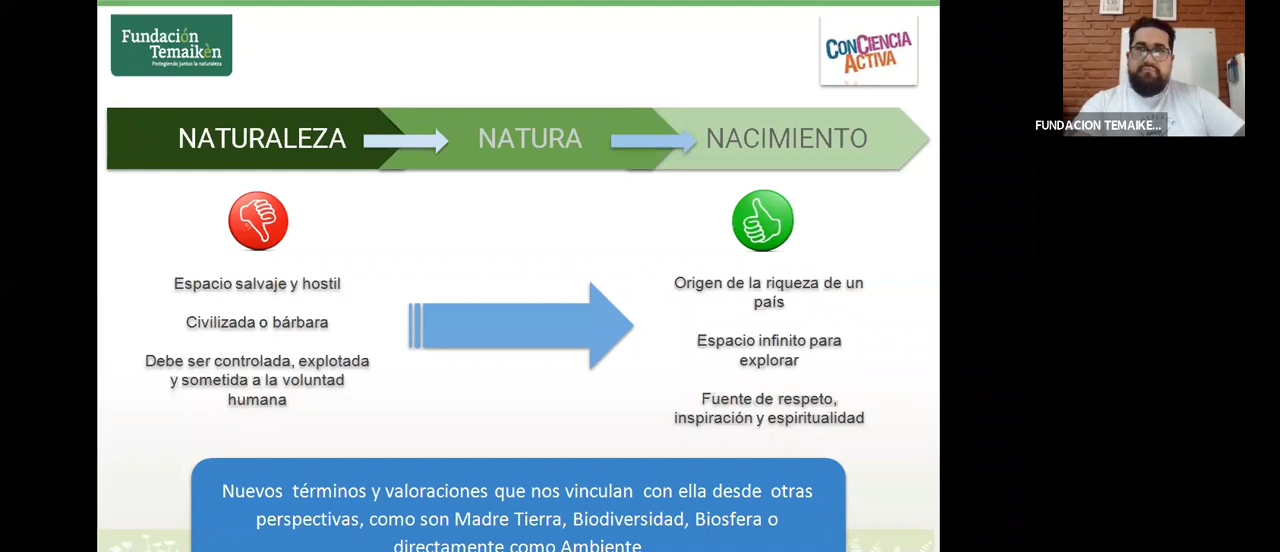 Fundación
Temaikèn
Protegiendo juntos la naturaleza
CONCIENCIA
ACTIVA
FUNDACION TEMAIKE...
NATURALEZA
NATURA
NACIMIENTO
Espacio salvaje y hostil
Civilizada o bárbara
Debe ser controlada, explotada
y sometida a la voluntad
humana
Origen de la riqueza de un
país
Espacio infinito para
explorar
Fuente de respeto,
inspiración y espiritualidad
Nuevos términos y valoraciones que nos vinculan con ella desde otras
perspectivas, como son Madre Tierra, Biodiversidad, Biosfera o
directamente como Ambiente